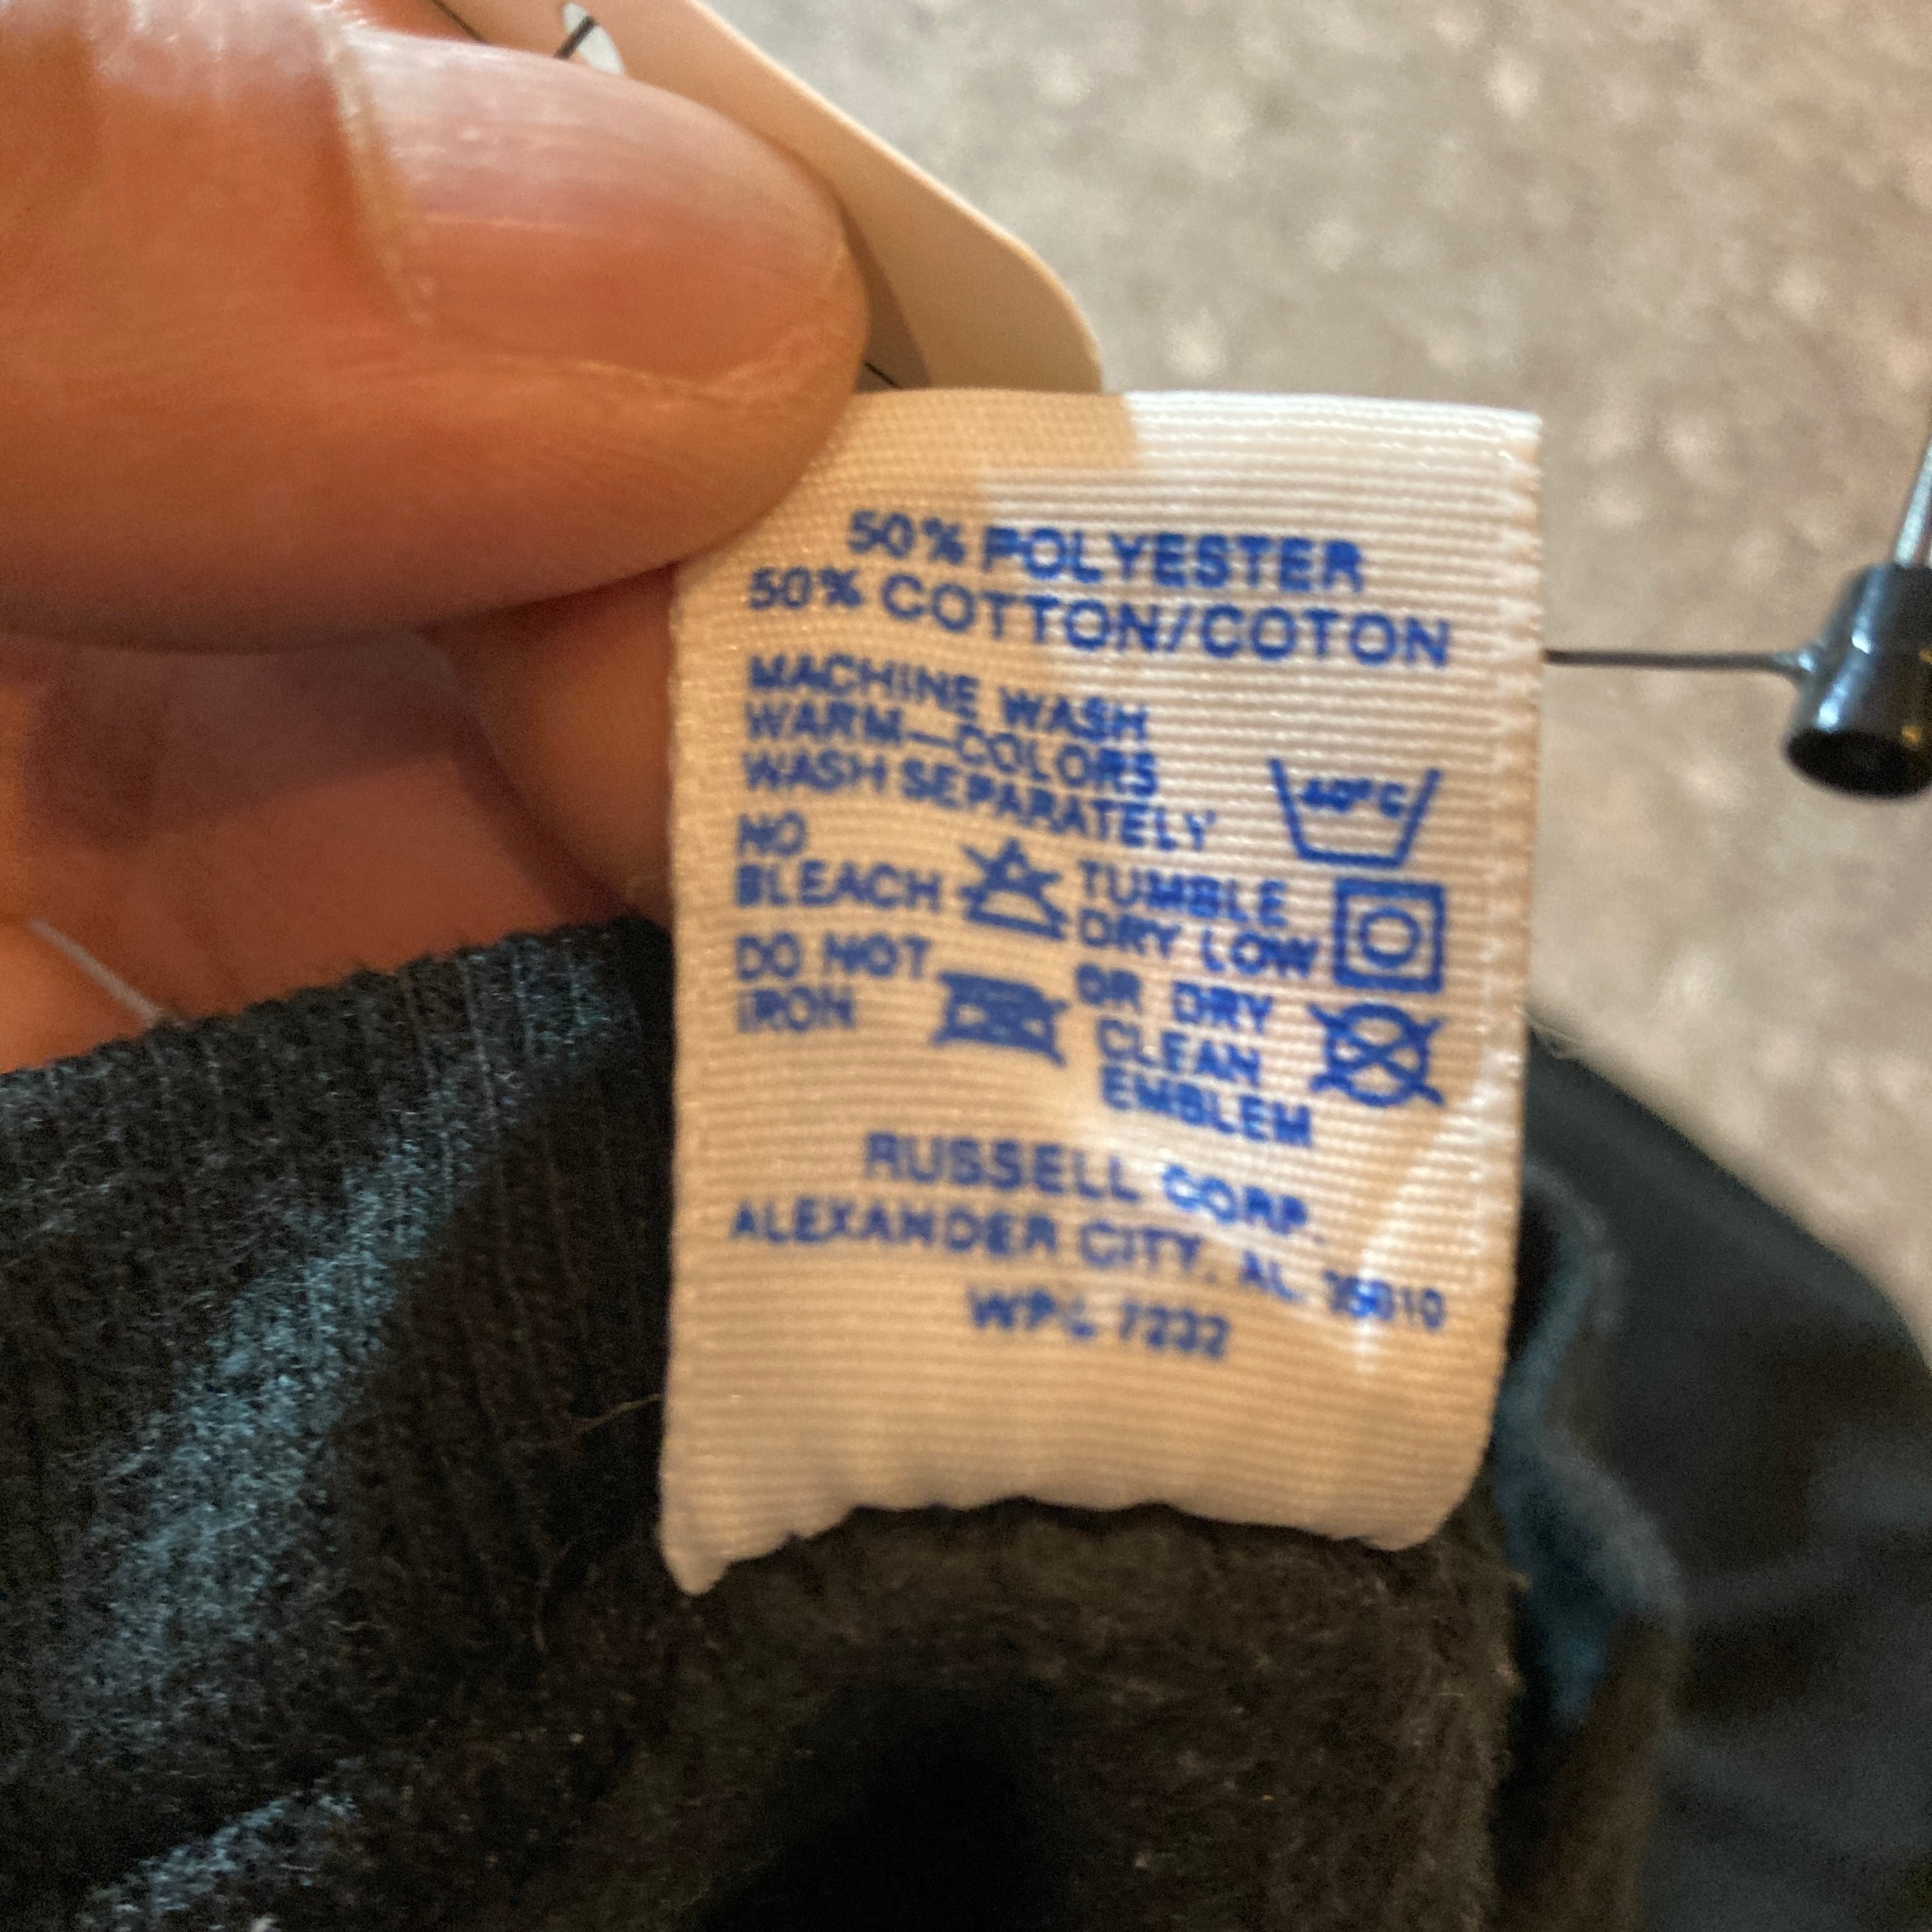 50% POLYESTER
50% COTTON/COTON
MACHINE WASH
WARM—COLORS
WASH SEPARATELY
40°C
NO
BLEACH
TUMBLE
DRY LOW
DO NOT
IRON
OR DRY
CLEAN
EMBLEM
RUSSELL CORP.
ALEXANDER CITY, AL 35010
WPL 7232